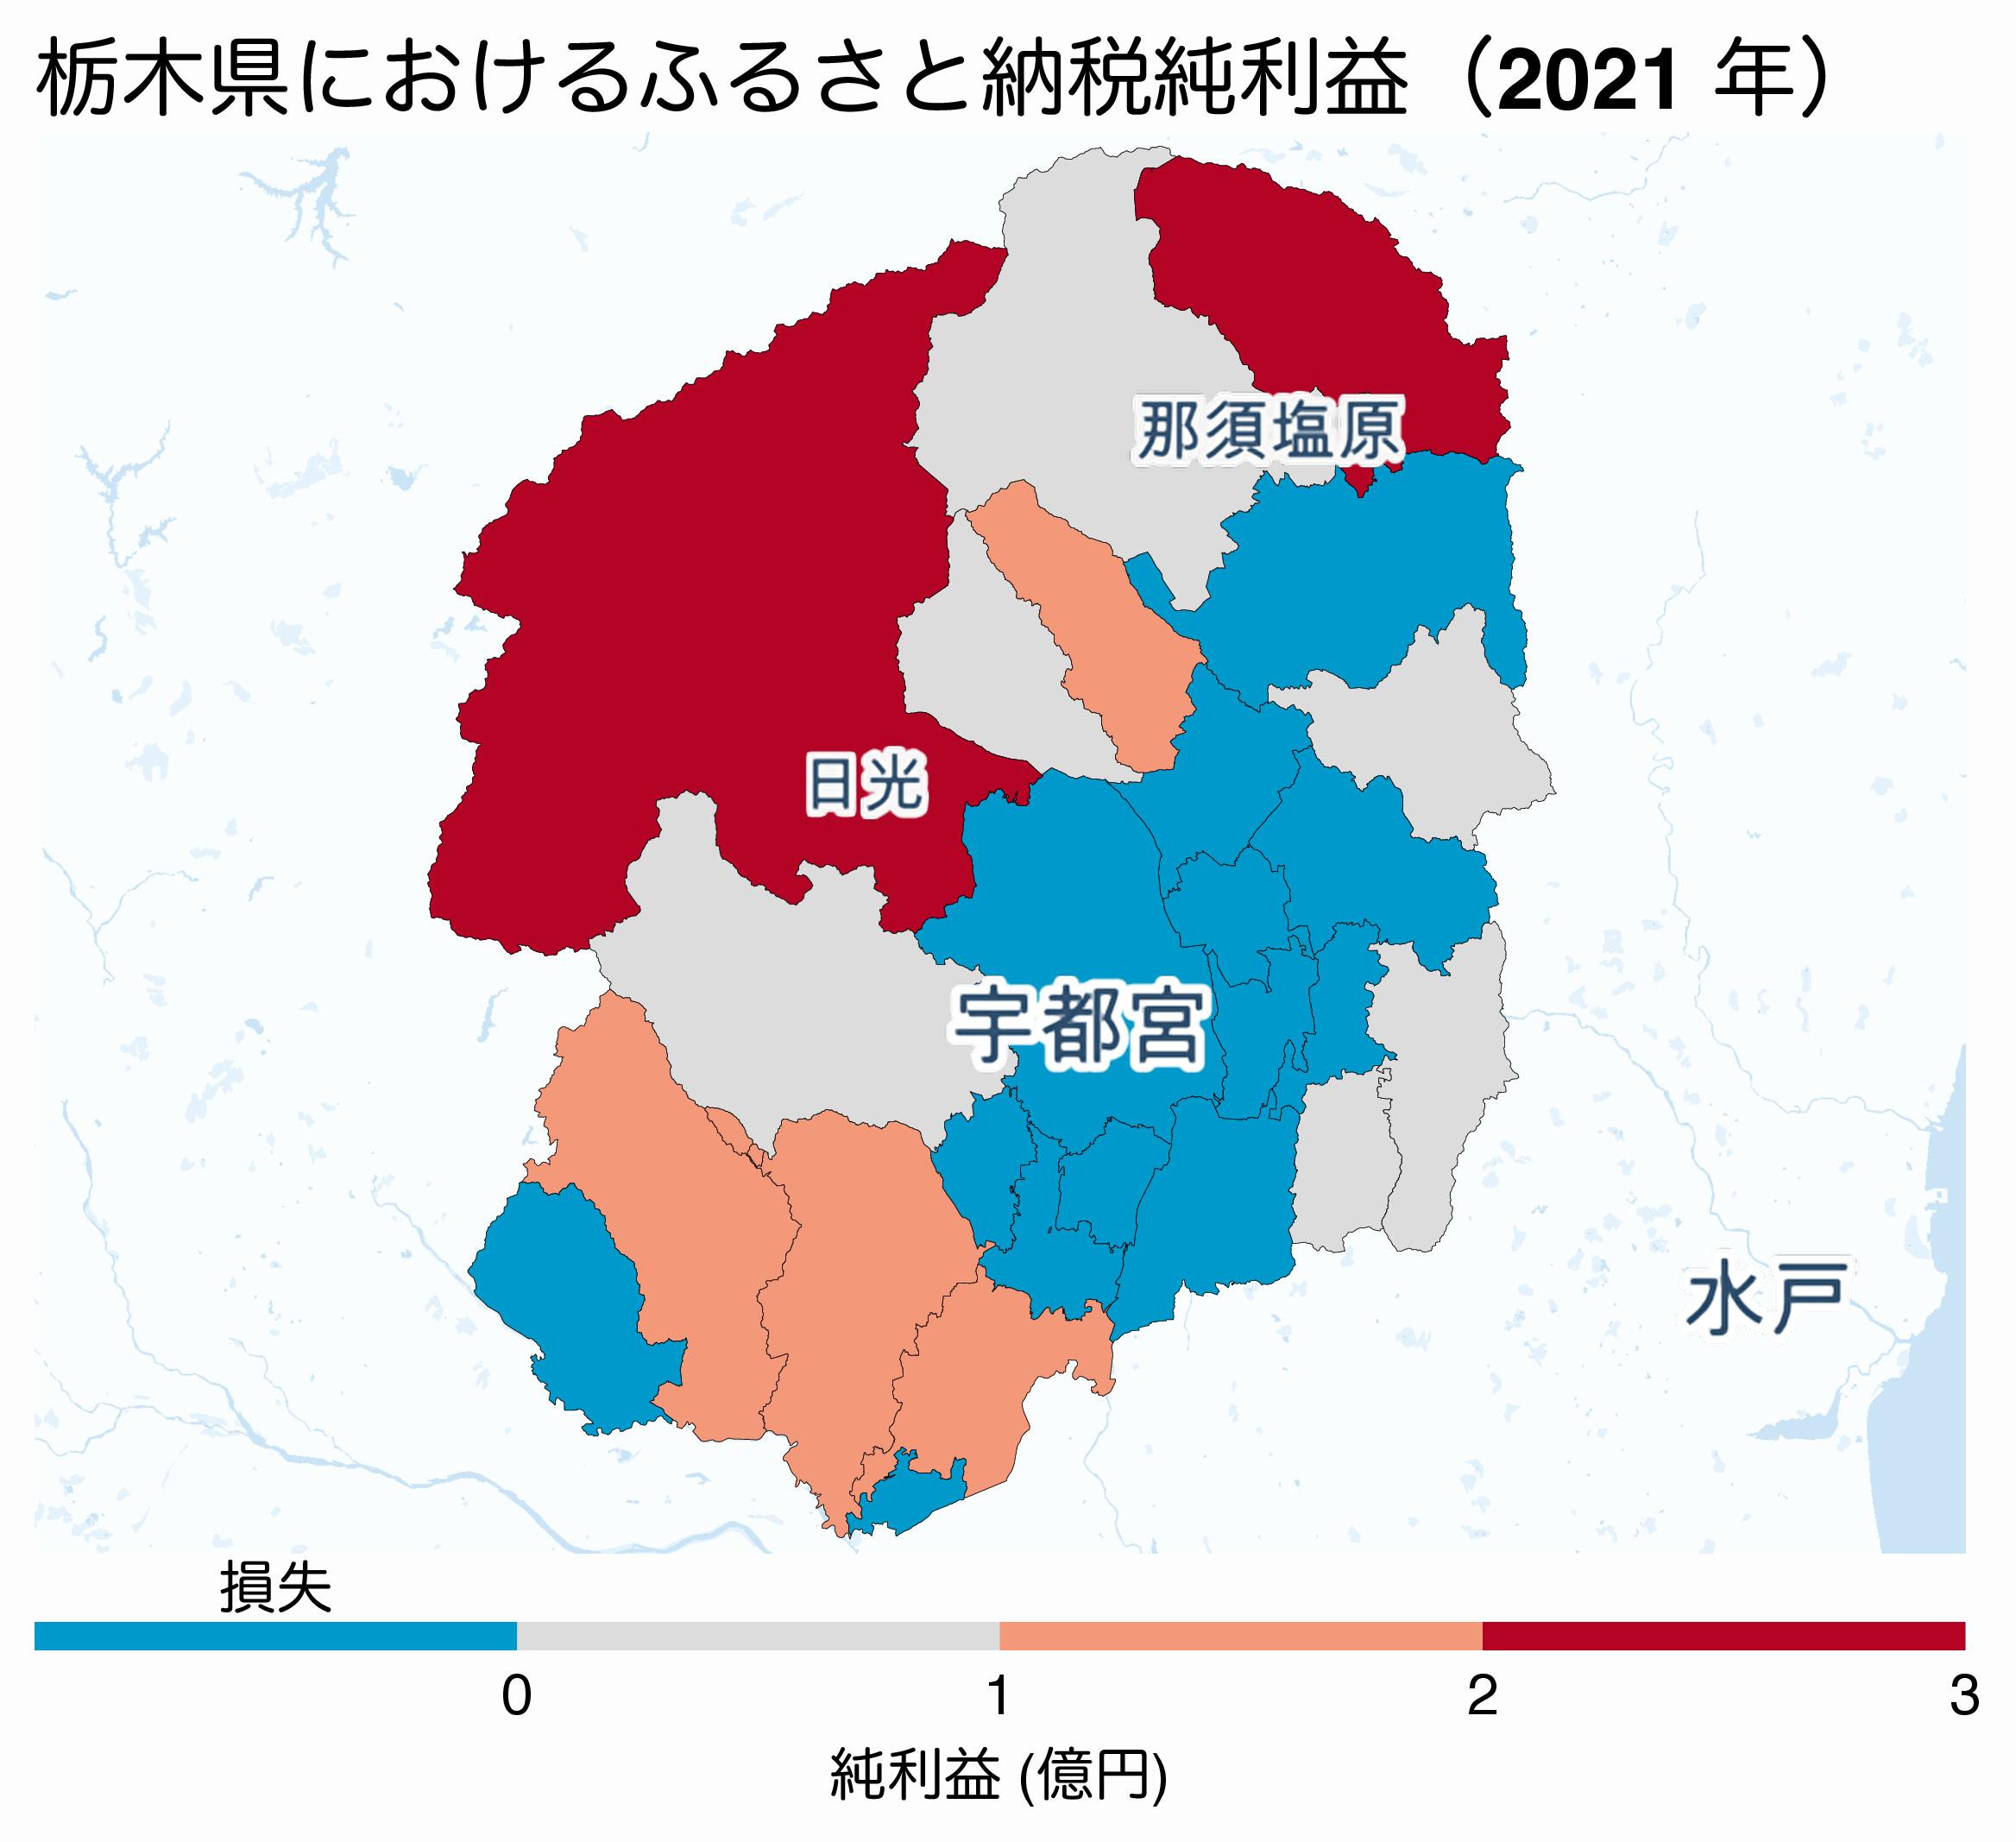 栃木県におけるふるさと納税純利益（2021 年）
那須塩原
日光
宇都宮
水戸
損失
0 1 2 3
純利益 (億円)